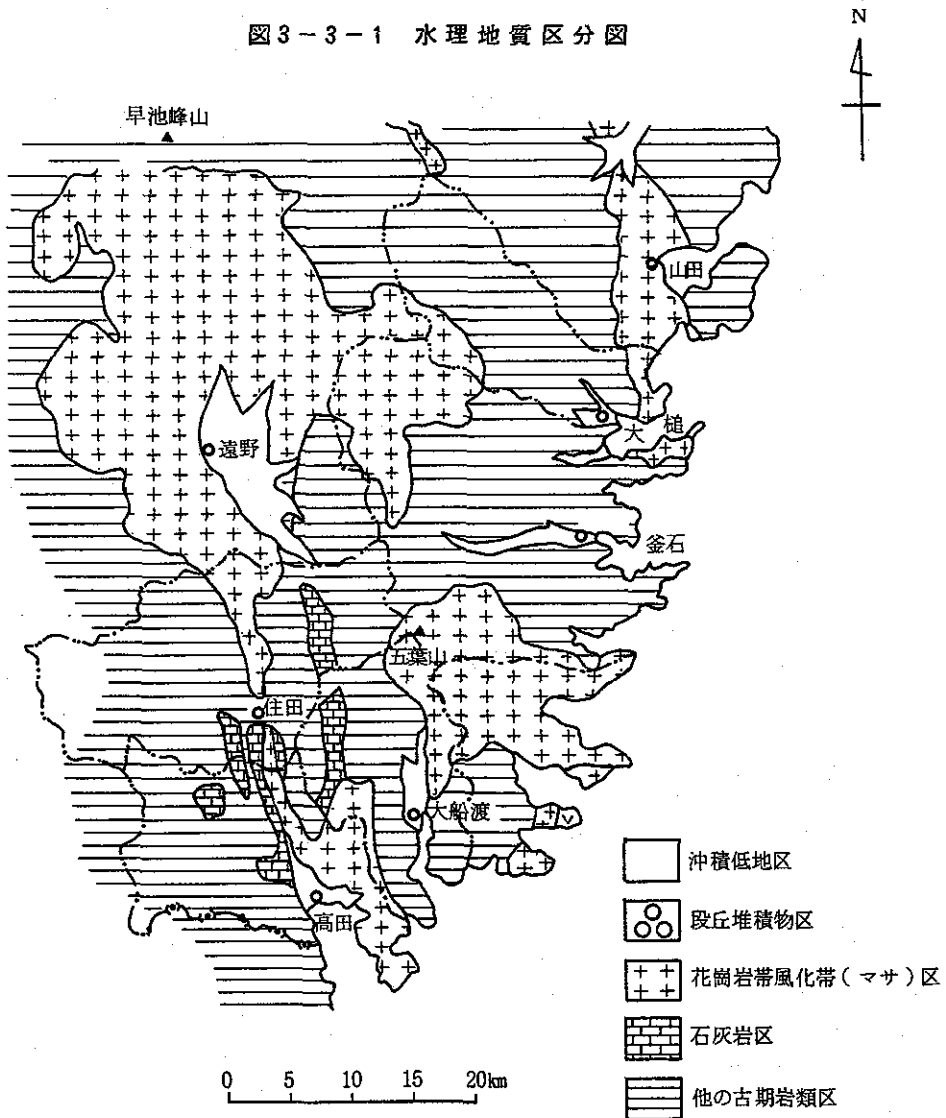 図3-3-1 水理地質区分図
N
早池峰山
山田
大槌
遠野
釜石
五葉山
住田
大船渡
高田
沖積低地区
段丘堆積物区
花崗岩帯風化帯(マサ)区
石灰岩区
他の古期岩類区
0 5 10 15 20km